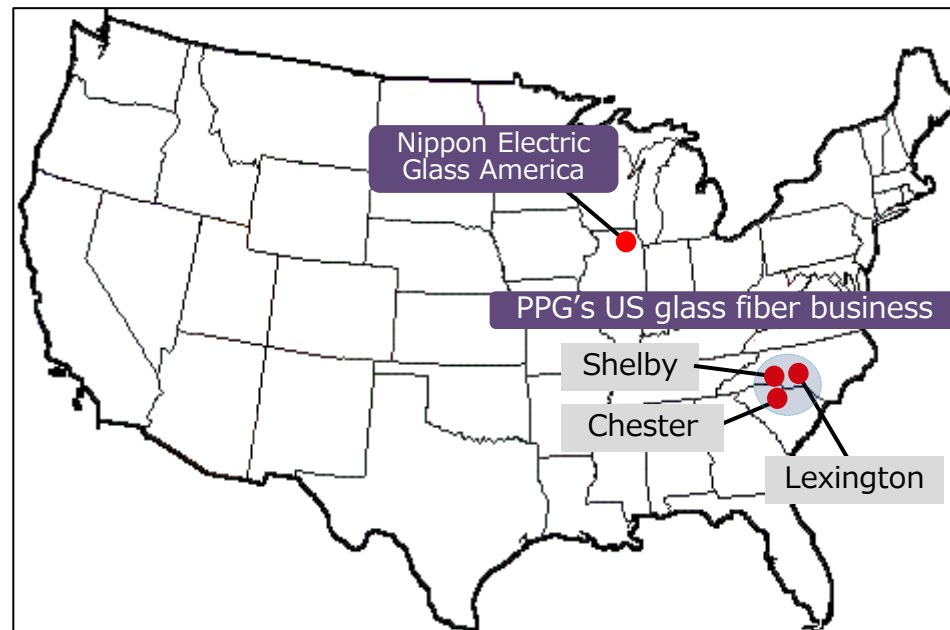 Nippon Electric
Glass America
PPG’s US glass fiber business
Shelby
Chester
Lexington